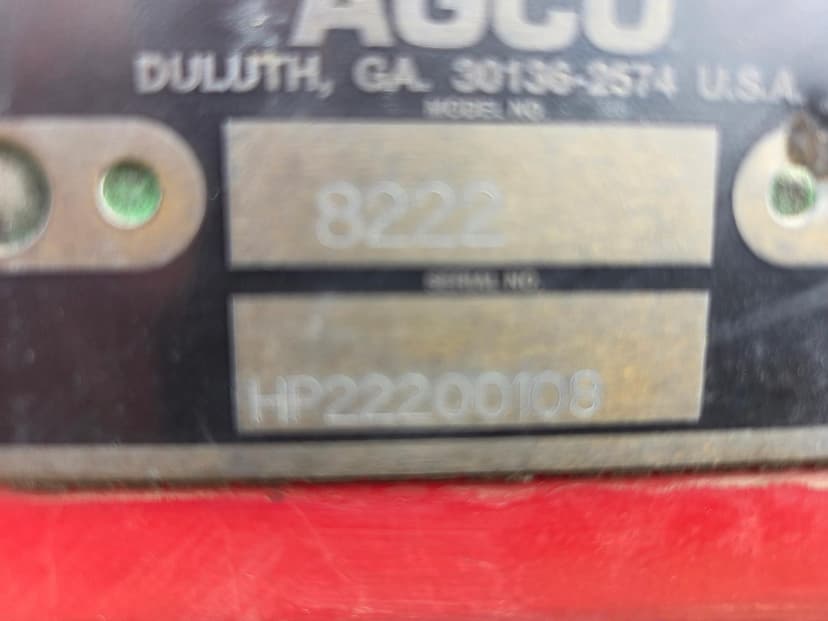 AGCO
DULUTH, GA. 30136-2574 U.S.A.
MODEL NO.
8222
SERIAL NO.
HP22200108